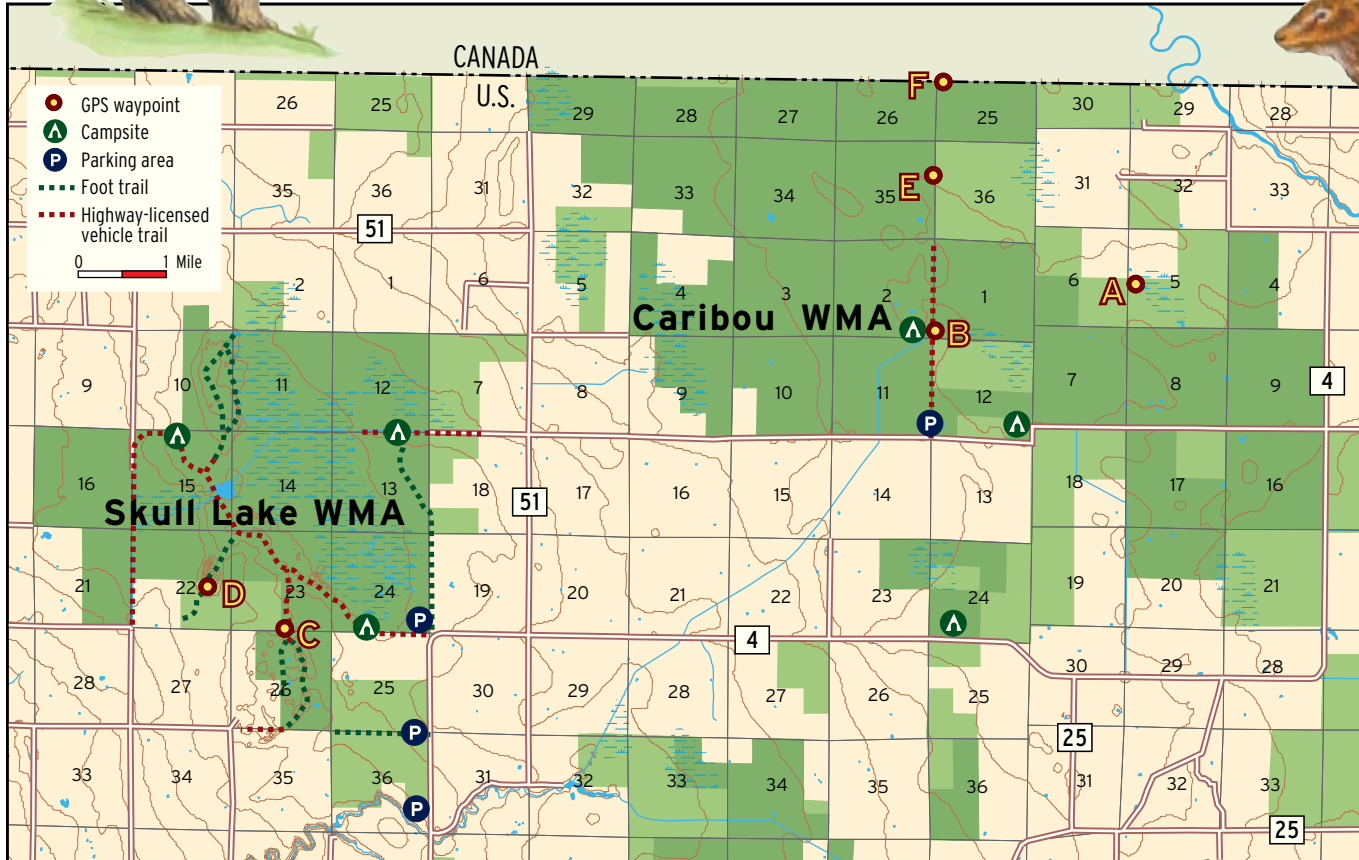 CANADA
U.S.
GPS waypoint
Campsite
Parking area
Foot trail
Highway-licensed
vehicle trail
0 1 Mile
F
26 25 29 28 27 26 25 30 29 28
E
35 36 31 32 33 34 35 36 31 32 33
51
2 1 6 5 4 3 2 1 6 5 4
A
Caribou WMA
B
9 10 11 12 7 8 9 10 11 12 7 8 9
4
16 15 14 13 18 17 16 15 14 13 18 17 16
51
Skull Lake WMA
P
21 22 23 24 19 20 21 22 23 24 19 20 21
D
P
C
4
28 27 26 25 30 29 28 27 26 25 30 29 28
P
25
33 34 35 36 31 32 33 34 35 36 31 32 33
P
25
P